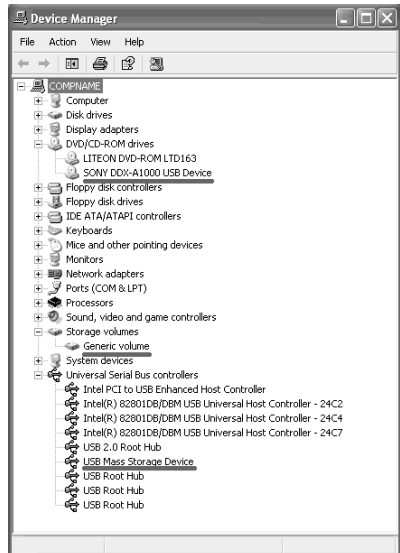 Device Manager
File Action View Help
COMPNAME
Computer
Disk drives
Display adapters
DVD/CD-ROM drives
LITEON DVD-ROM LTD163
SONY DDX-A1000 USB Device
Floppy disk controllers
Floppy disk drives
IDE ATA/ATAPI controllers
Keyboards
Mice and other pointing devices
Monitors
Network adapters
Ports (COM & LPT)
Processors
Sound, video and game controllers
Storage volumes
Generic volume
System devices
Universal Serial Bus controllers
Intel PCI to USB Enhanced Host Controller
Intel(R) 82801DB/DBM USB Universal Host Controller - 24C2
Intel(R) 82801DB/DBM USB Universal Host Controller - 24C4
Intel(R) 82801DB/DBM USB Universal Host Controller - 24C7
USB 2.0 Root Hub
USB Mass Storage Device
USB Root Hub
USB Root Hub
USB Root Hub